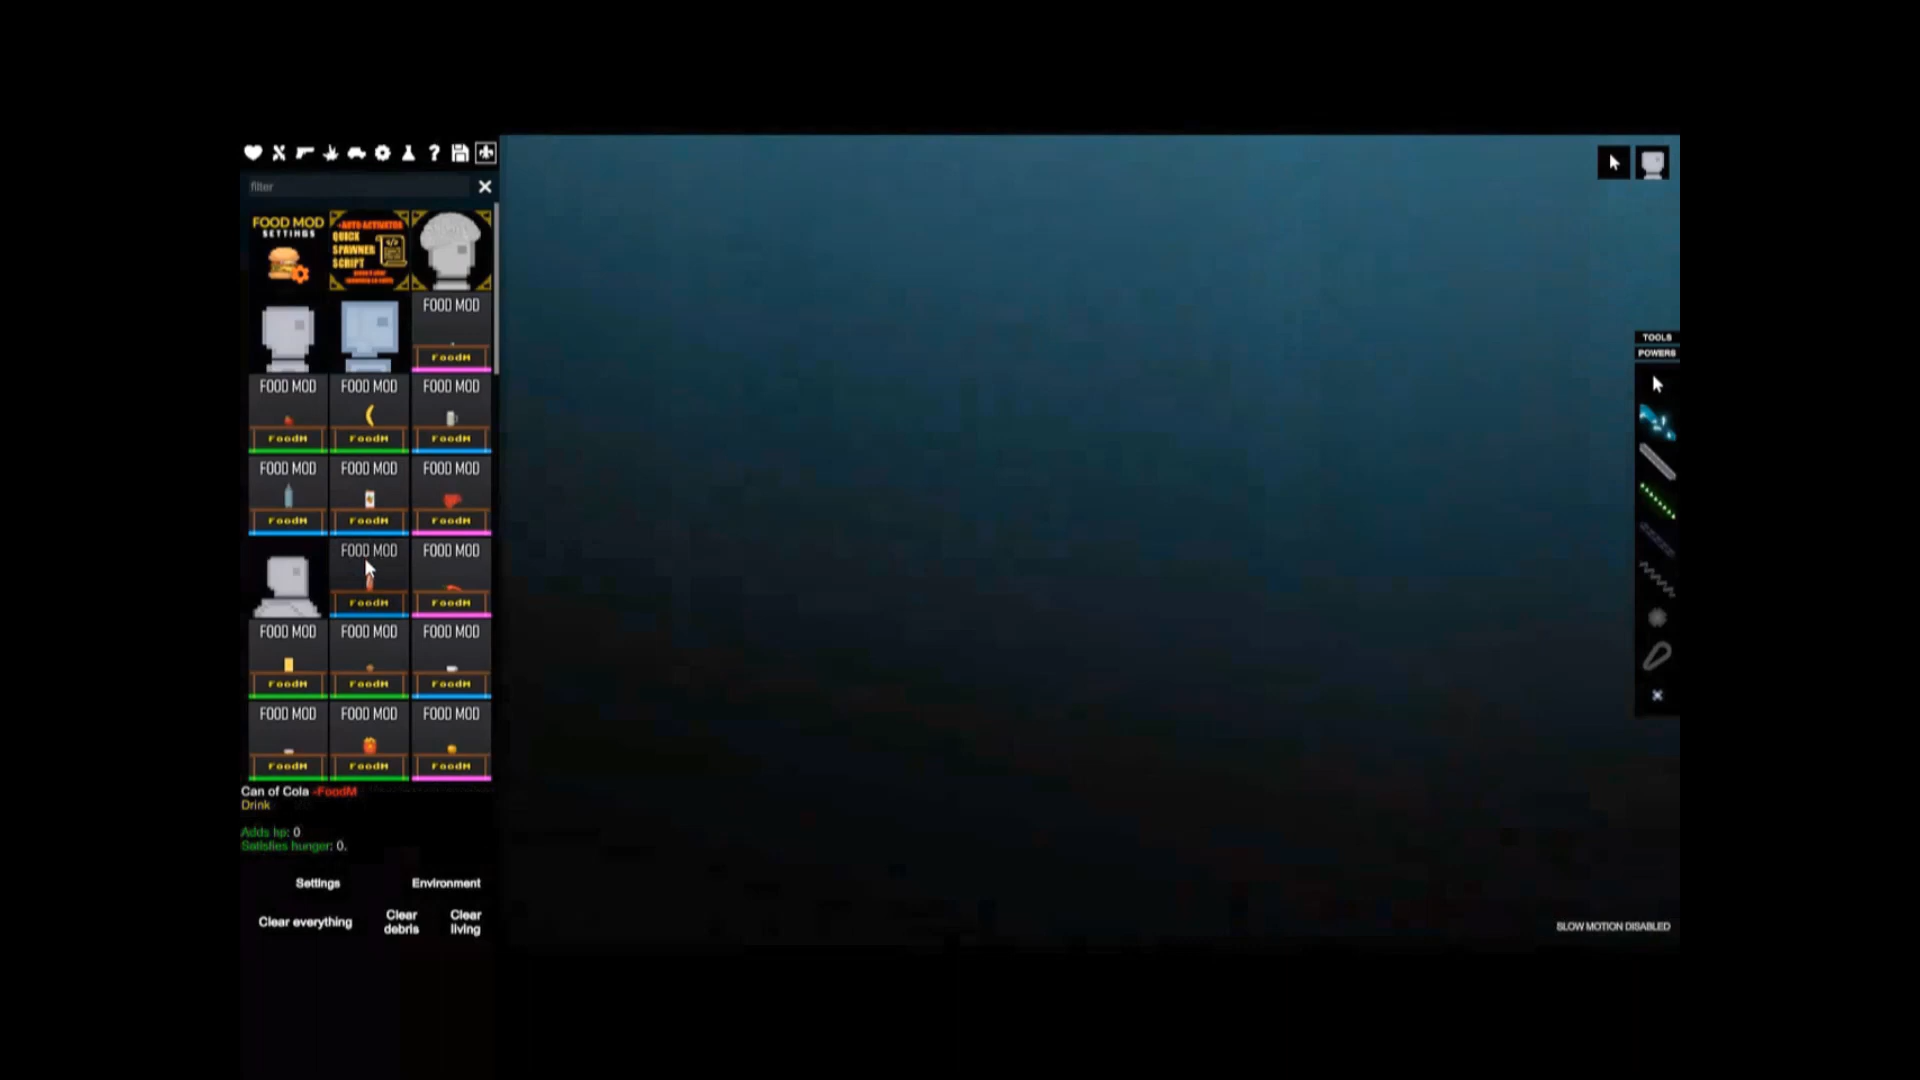 filter
FOOD MOD
SETTINGS
QUICK
SPAWNER
SCRIPT
FOOD MOD
FoodM
FOOD MOD FOOD MOD FOOD MOD
FoodM FoodM FoodM
FOOD MOD FOOD MOD FOOD MOD
FoodM FoodM FoodM
FOOD MOD FOOD MOD
FoodM FoodM
FOOD MOD FOOD MOD FOOD MOD
FoodM FoodM FoodM
FOOD MOD FOOD MOD FOOD MOD
FoodM FoodM FoodM
Can of Cola -FoodM
Drink
Adds hp: 0
Satisfies hunger: 0.
Settings Environment
Clear everything
Clear
debris
Clear
living
TOOLS
POWERS
SLOW MOTION DISABLED